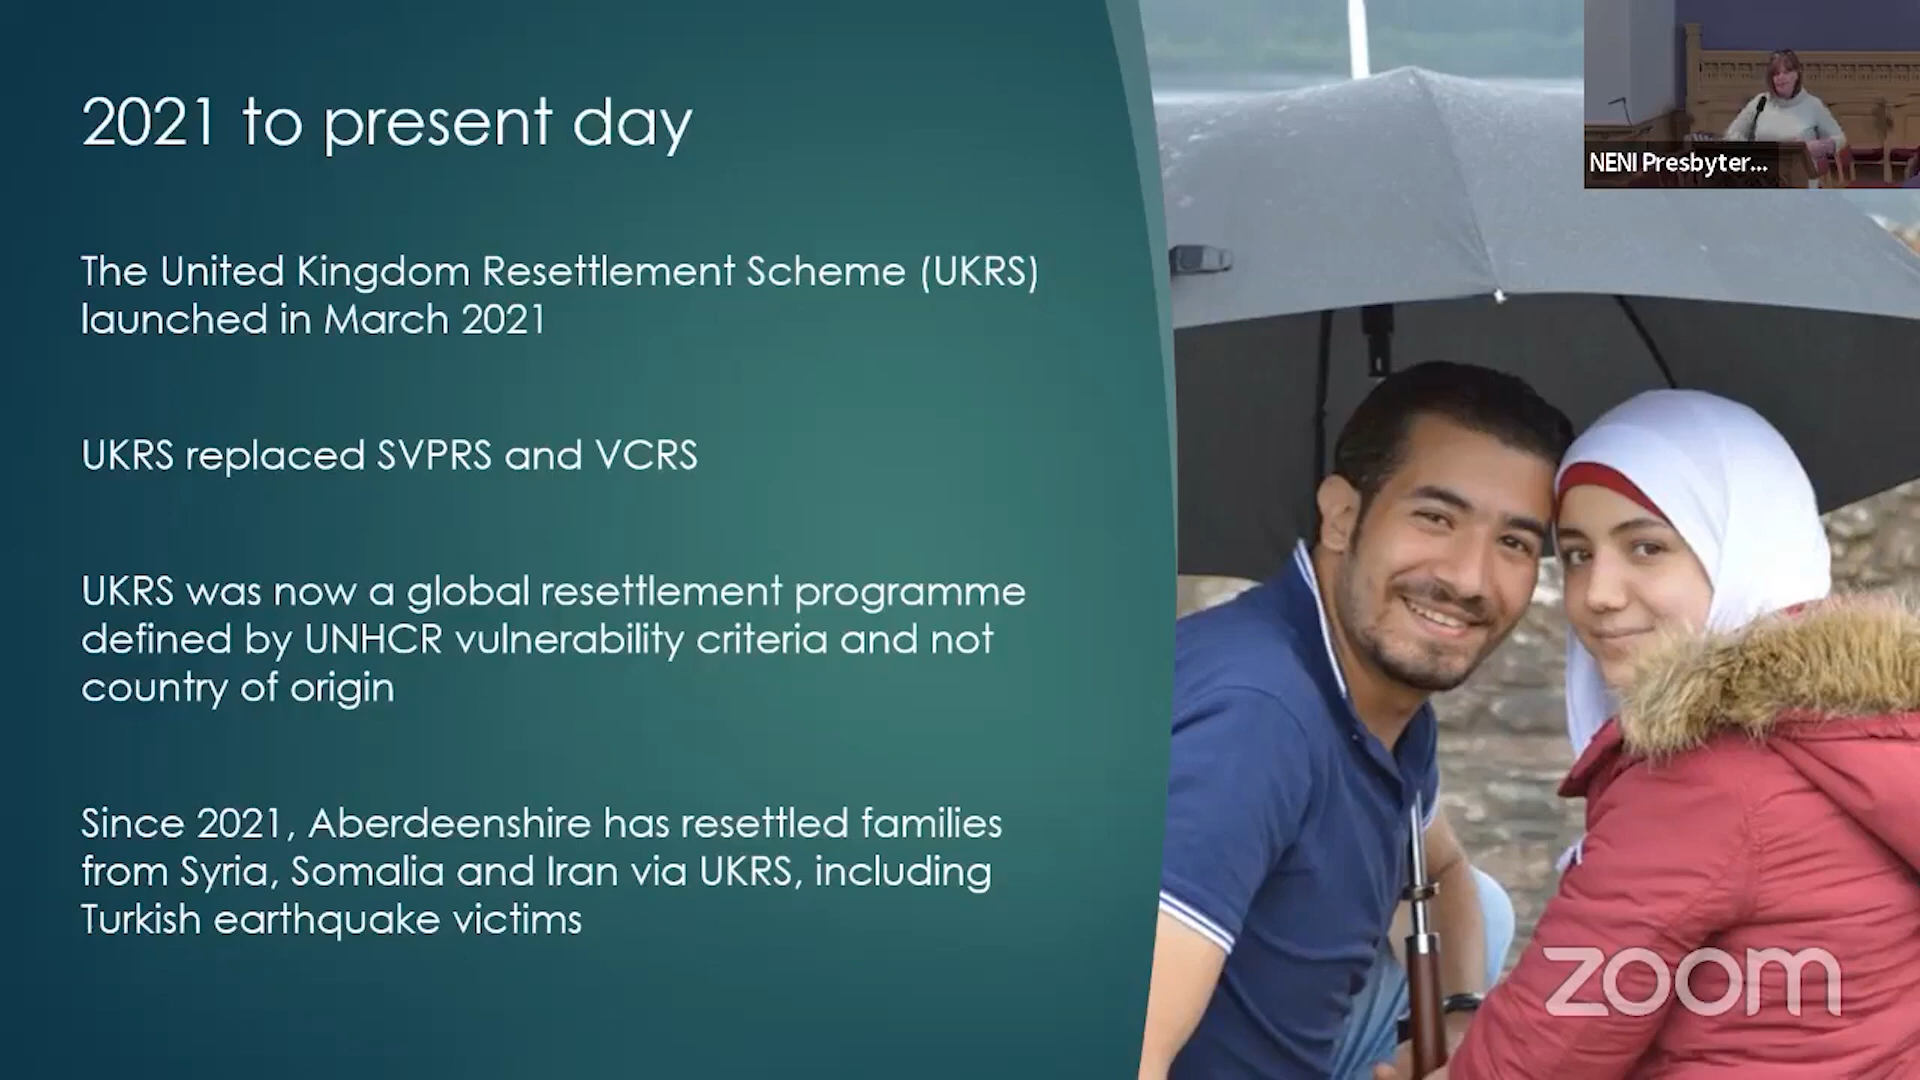 2021 to present day
The United Kingdom Resettlement Scheme (UKRS)
launched in March 2021
UKRS replaced SVPRS and VCRS
UKRS was now a global resettlement programme
defined by UNHCR vulnerability criteria and not
country of origin
Since 2021, Aberdeenshire has resettled families
from Syria, Somalia and Iran via UKRS, including
Turkish earthquake victims
NENI Presbyter...
zoom